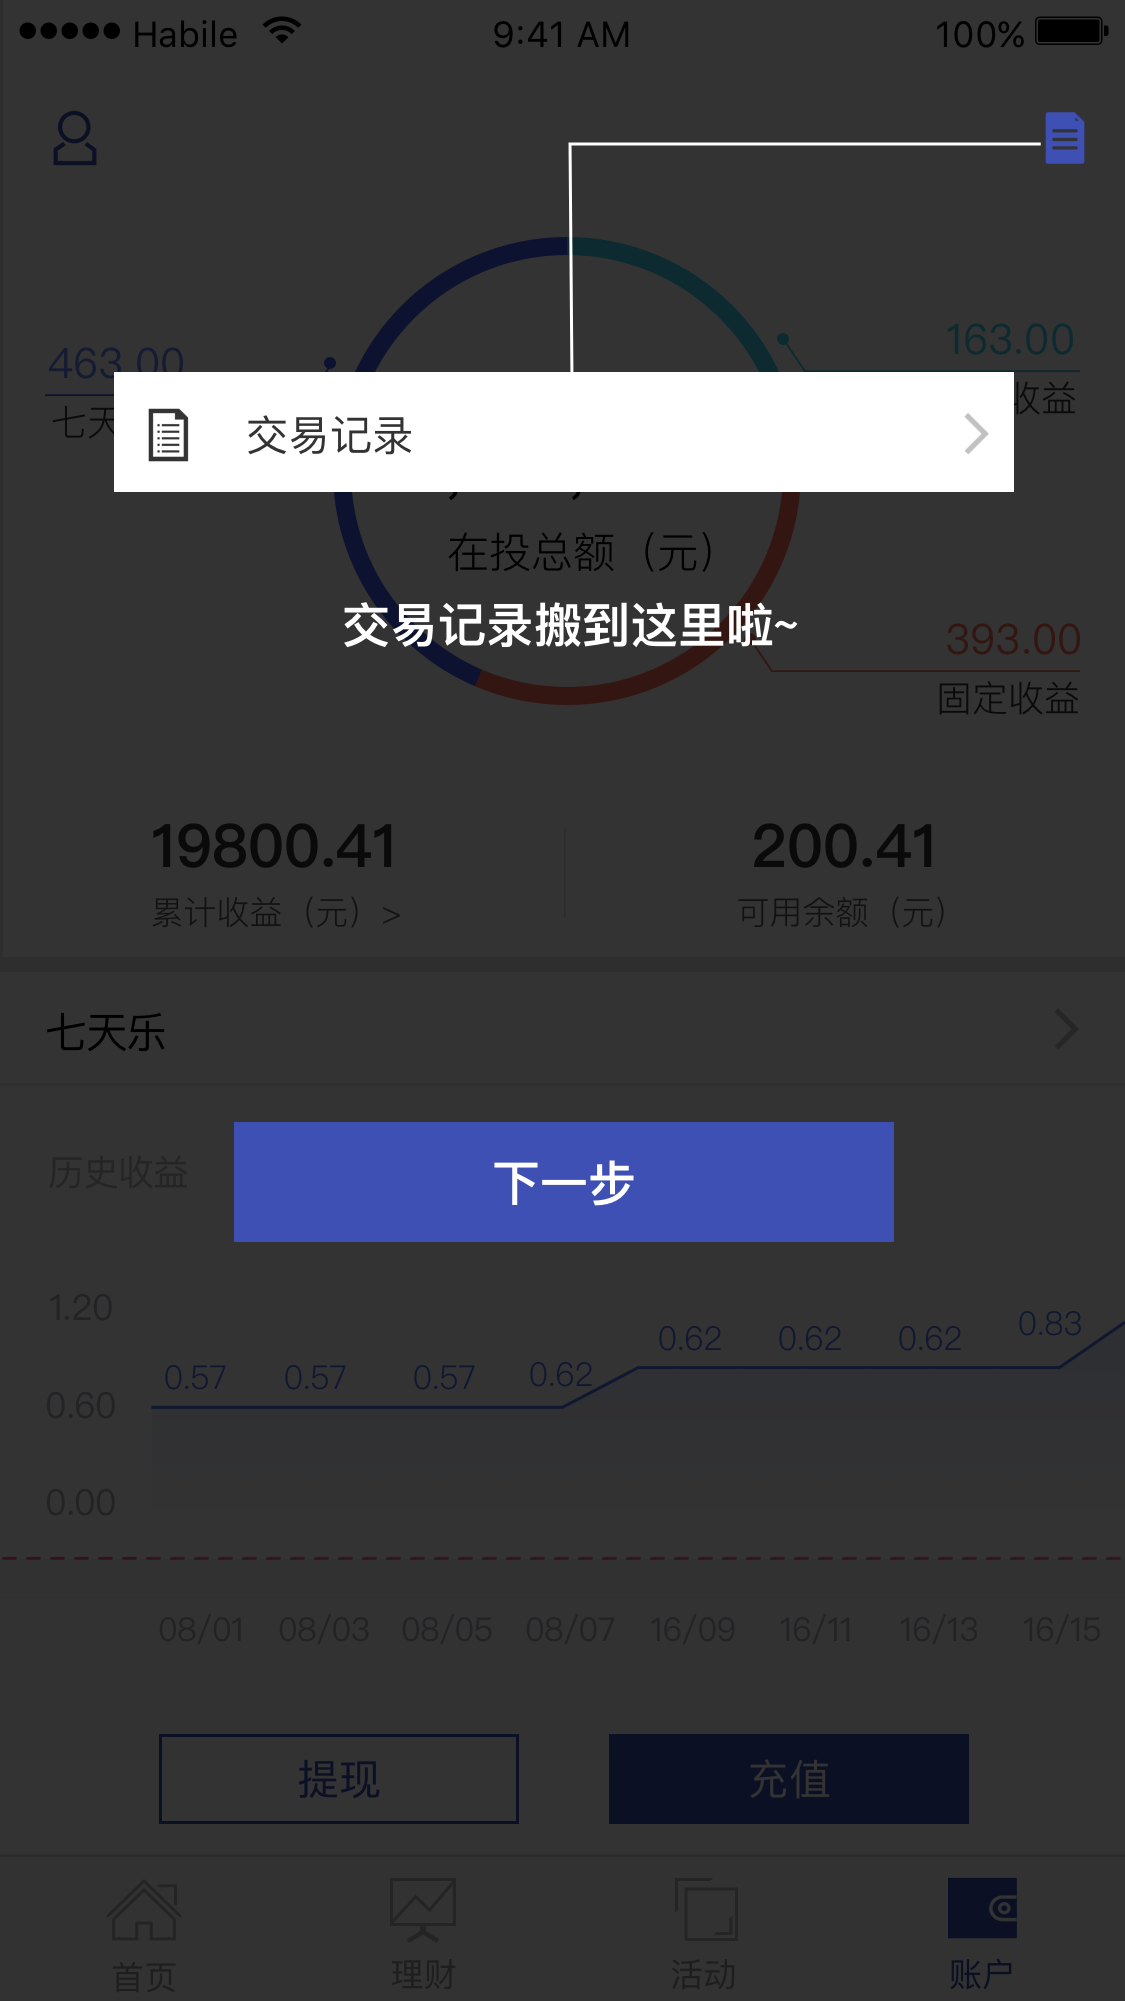 Habile 9:41 AM 100%
463.00
163.00
七天
收益
交易记录
在投总额（元）
交易记录搬到这里啦~
393.00
固定收益
19800.41
200.41
累计收益（元）>
可用余额（元）
七天乐
下一步
历史收益
1.20
0.60
0.00
0.57 0.57 0.57 0.62 0.62 0.62 0.62 0.83
08/01 08/03 08/05 08/07 16/09 16/11 16/13 16/15
提现 充值
首页 理财 活动 账户